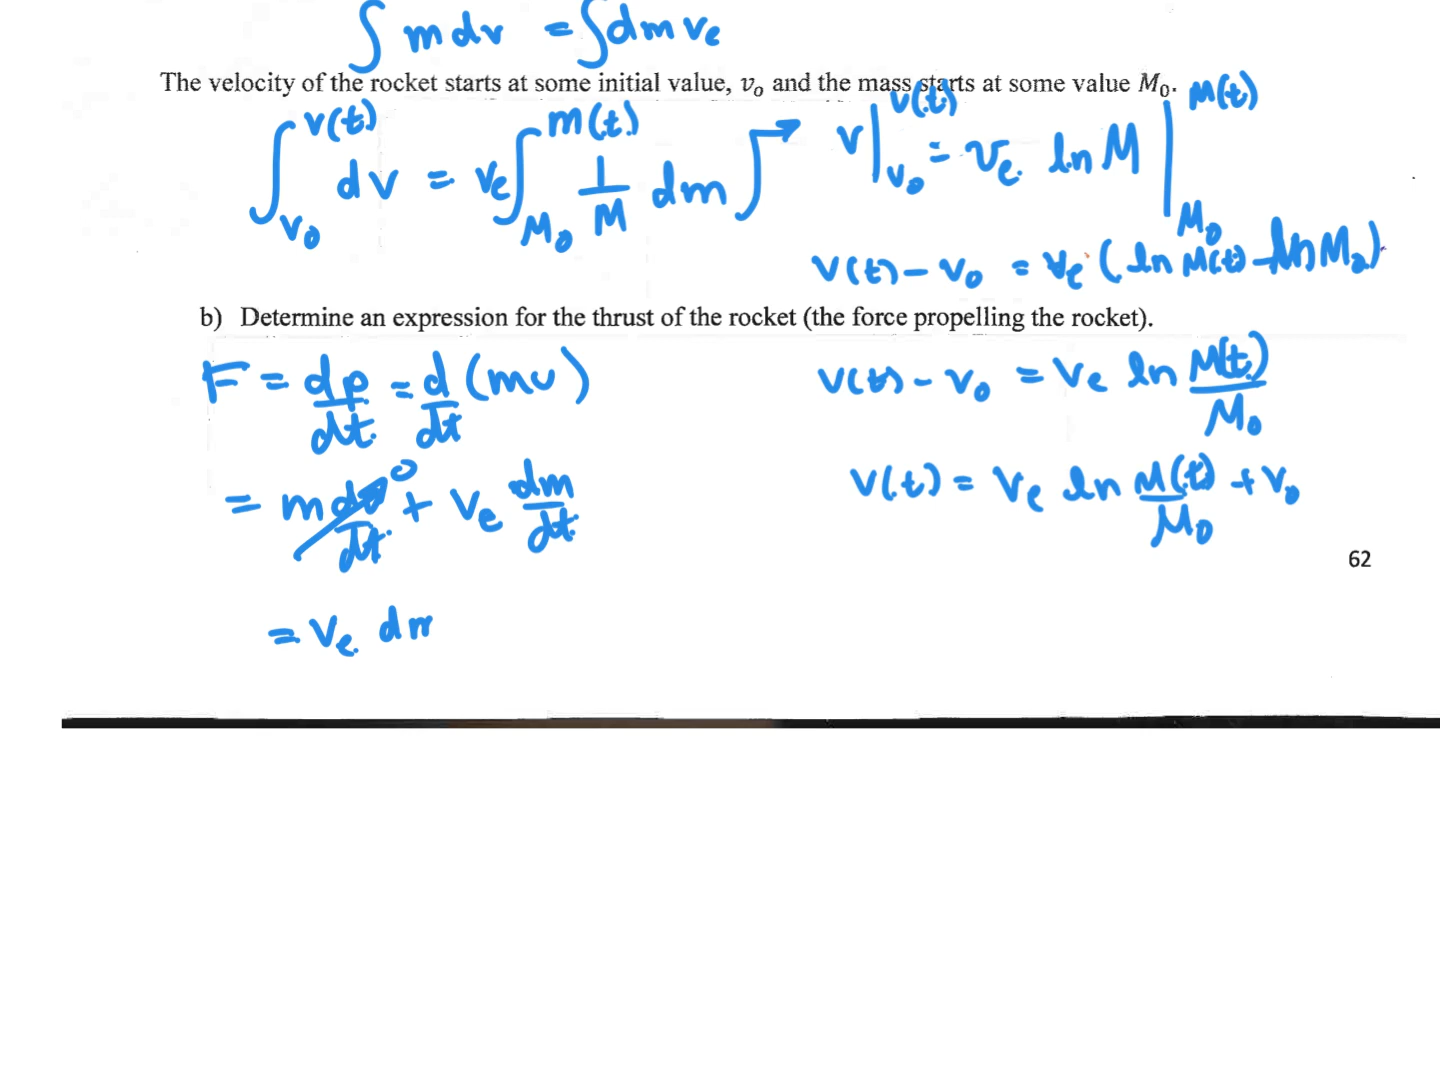 ∫ m dv = ∫ dm ve
The velocity of the rocket starts at some initial value, vₒ and the mass starts at some value M₀.
∫_{v₀}^{v(t)} dv = ve ∫_{M₀}^{m(t)} 1/M dm → v|_{v₀}^{v(t)} = ve ln M|_{M₀}^{M(t)}
v(t) - v₀ = ve (ln M(t) - ln M₀)
b) Determine an expression for the thrust of the rocket (the force propelling the rocket).
F = dp/dt = d/dt (mv)
v(t) - v₀ = ve ln M(t)/M₀
= m dv/dt 0 + ve dm/dt
v(t) = ve ln M(t)/M₀ + v₀
62
= ve dm